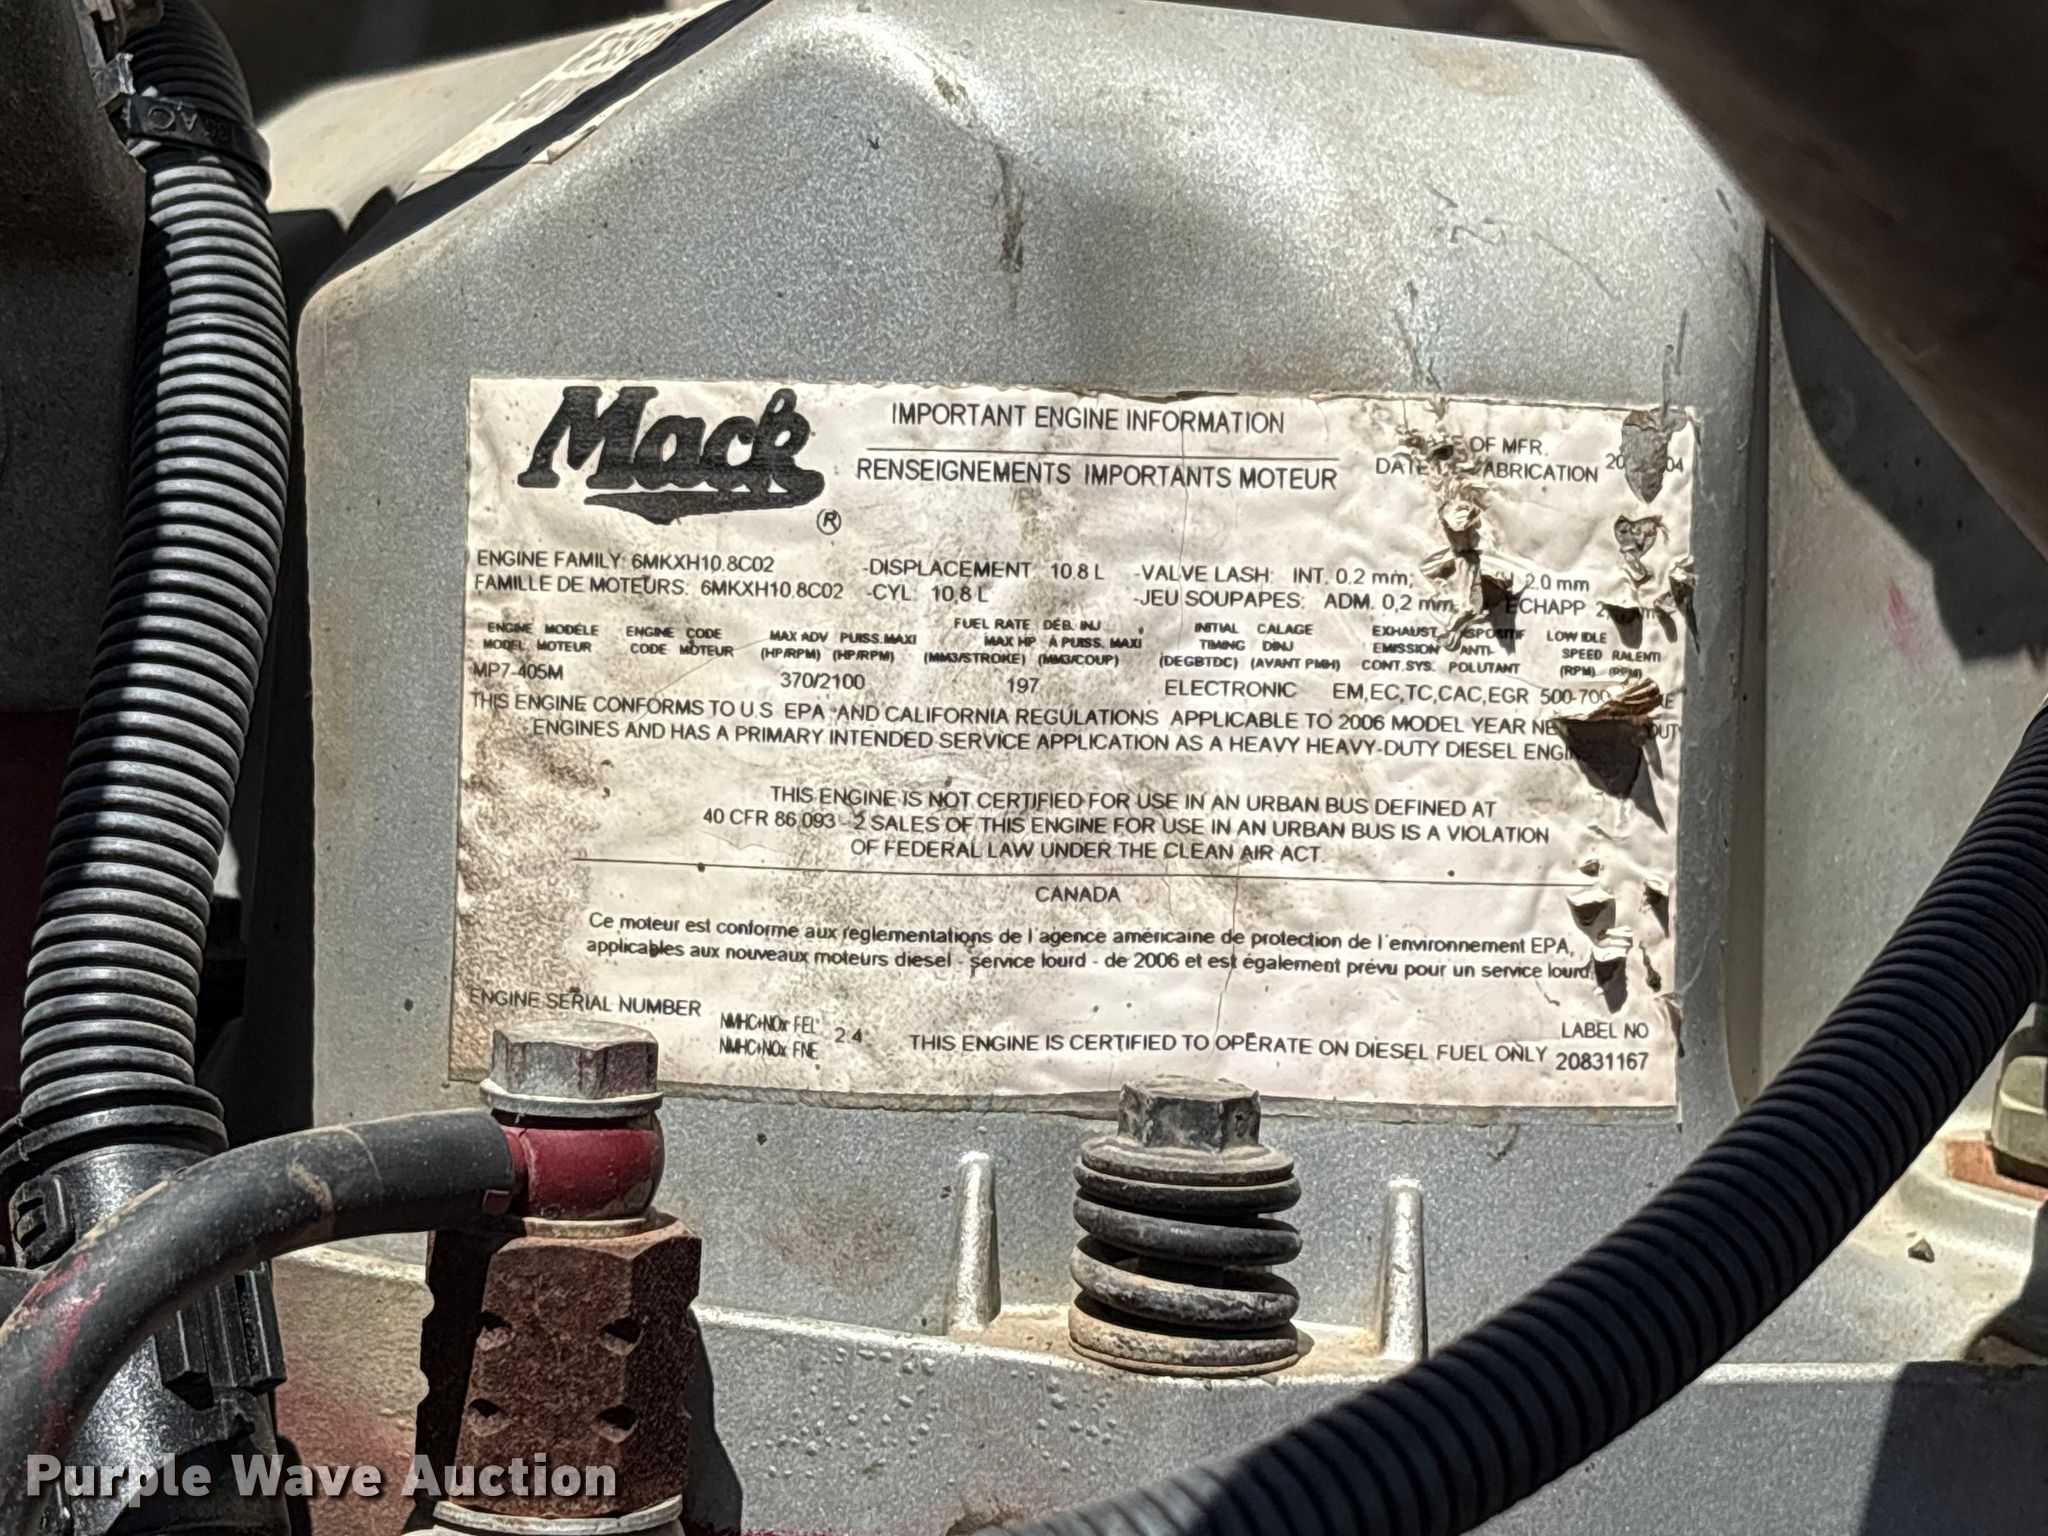 Mack ®
IMPORTANT ENGINE INFORMATION
RENSEIGNEMENTS IMPORTANTS MOTEUR
OF MFR.
ABRICATION
ENGINE FAMILY: 6MKXH10.8C02
FAMILLE DE MOTEURS: 6MKXH10.8C02
-DISPLACEMENT 10.8 L
-CYL: 10,8 L
-VALVE LASH: INT. 0.2 mm; 2.0 mm
-JEU SOUPAPES: ADM. 0,2 mm ECHAPP
ENGINE MODÈLE
MODEL MOTEUR
MP7-405M
ENGINE CODE
CODE MOTEUR
MAX ADV PUISS.MAXI
(HP/RPM) (HP/RPM)
370/2100
FUEL RATE DÉB. INJ
MAX HP À PUISS. MAXI
(MM3/STROKE) (MM3/COUP)
197
INITIAL CALAGE
TIMING D'INJ
(DEGBTDC) (AVANT PMH)
ELECTRONIC
EXHAUST
EMISSION ANTI-
CONT.SYS. POLUTANT
EM,EC,TC,CAC,EGR
LOW IDLE
SPEED RALENTI
(RPM) (RPM)
500-700
THIS ENGINE CONFORMS TO U.S EPA AND CALIFORNIA REGULATIONS APPLICABLE TO 2006 MODEL YEAR
ENGINES AND HAS A PRIMARY INTENDED SERVICE APPLICATION AS A HEAVY HEAVY-DUTY DIESEL
THIS ENGINE IS NOT CERTIFIED FOR USE IN AN URBAN BUS DEFINED AT
40 CFR 86.093 - 2 SALES OF THIS ENGINE FOR USE IN AN URBAN BUS IS A VIOLATION
OF FEDERAL LAW UNDER THE CLEAN AIR ACT.
CANADA
Ce moteur est conforme aux reglementations de l'agence américaine de protection de l'environnement EPA,
applicables aux nouveaux moteurs diesel - service lourd - de 2006 et est également prévu pour un service lourd
ENGINE SERIAL NUMBER
NMHC+NOx FEL
NMHC+NOx FNE
2.4
THIS ENGINE IS CERTIFIED TO OPERATE ON DIESEL FUEL ONLY
LABEL NO
20831167
Purple Wave Auction